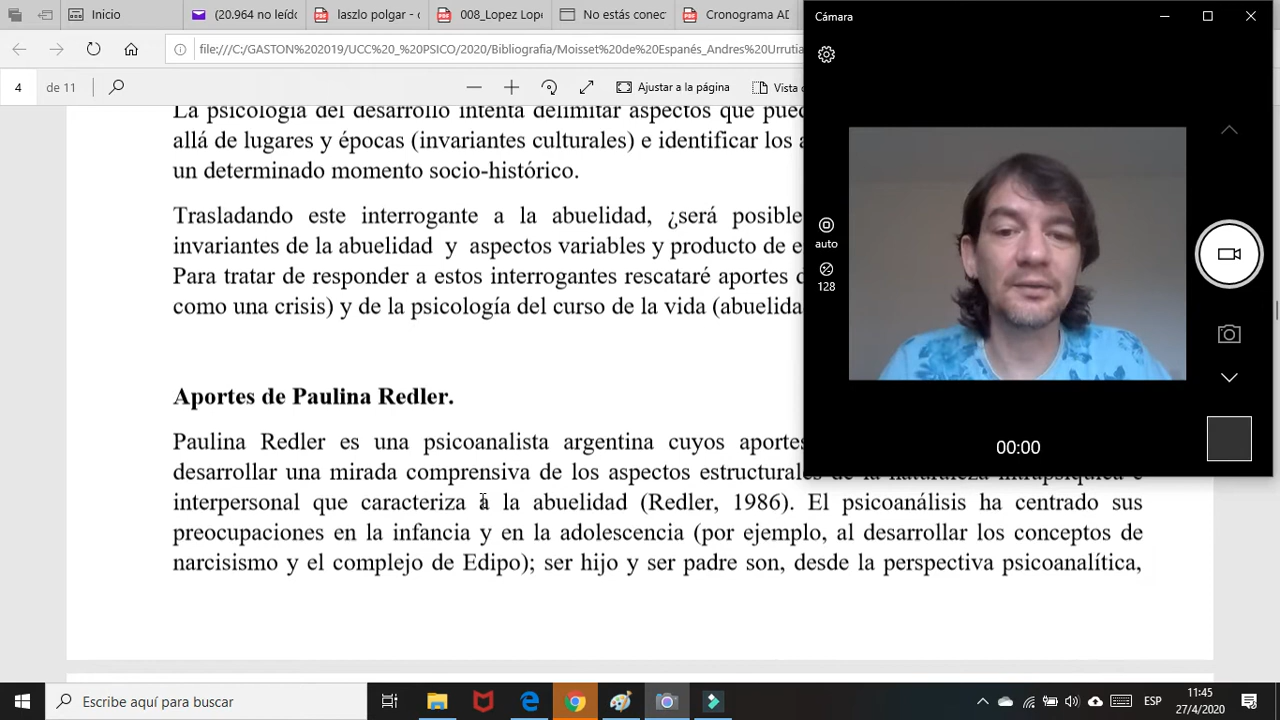 Inicio
(20.964 no leído
laszlo polgar - c
008_Lopez Lope
No estás conec
Cronograma AD
Cámara
file:///C:/GASTON%202019/UCC%20_%20PSICO/2020/Bibliografia/Moisset%20de%20Espanés_Andres%20Urrutia
4 de 11
Ajustar a la página
Vista d
La psicología del desarrollo intenta delimitar aspectos que pued
allá de lugares y épocas (invariantes culturales) e identificar los a
un determinado momento socio-histórico.
Trasladando este interrogante a la abuelidad, ¿será posible
invariantes de la abuelidad y aspectos variables y producto de e
Para tratar de responder a estos interrogantes rescataré aportes d
como una crisis) y de la psicología del curso de la vida (abuelida
auto
128
00:00
Aportes de Paulina Redler.
Paulina Redler es una psicoanalista argentina cuyos aportes
desarrollar una mirada comprensiva de los aspectos estructurales de la naturaleza intrapsíquica e
interpersonal que caracteriza a la abuelidad (Redler, 1986). El psicoanálisis ha centrado sus
preocupaciones en la infancia y en la adolescencia (por ejemplo, al desarrollar los conceptos de
narcisismo y el complejo de Edipo); ser hijo y ser padre son, desde la perspectiva psicoanalítica,
Escribe aquí para buscar
ESP
11:45
27/4/2020